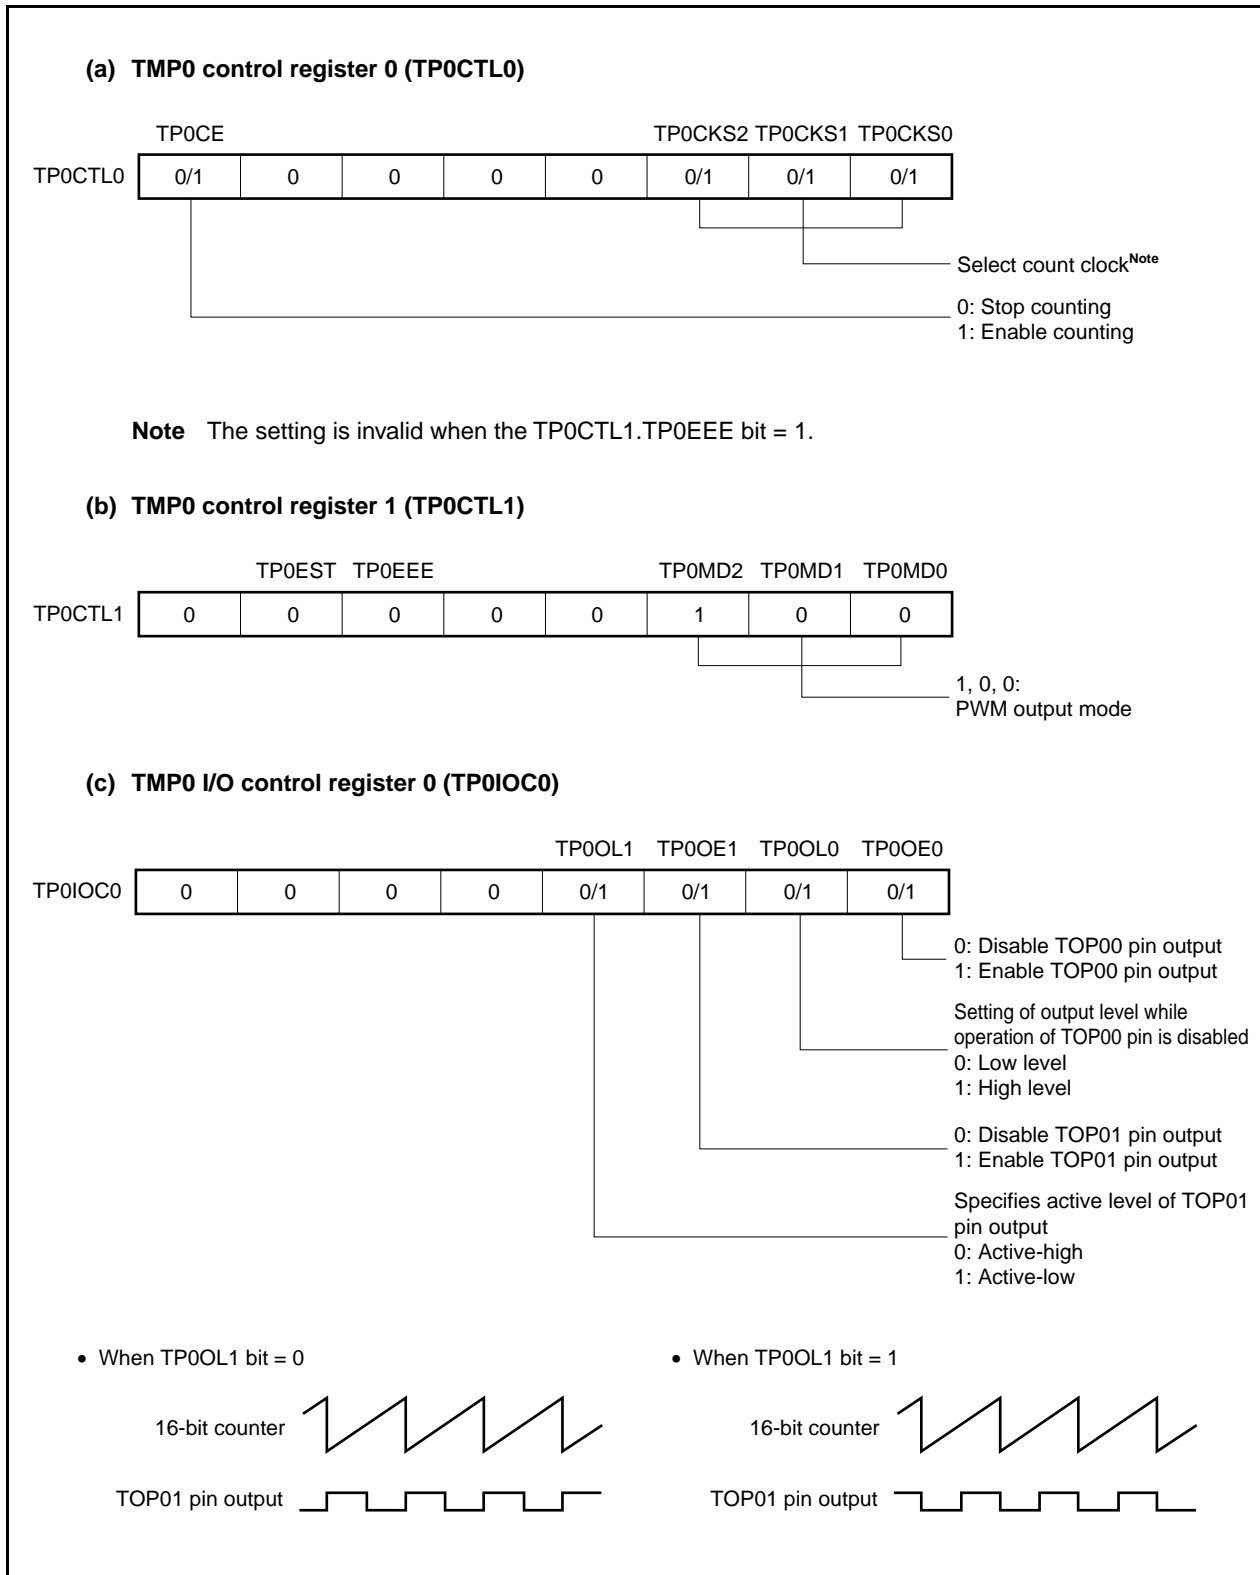 (a) TMP0 control register 0 (TP0CTL0)
TP0CE TP0CKS2 TP0CKS1 TP0CKS0
TP0CTL0 0/1 0 0 0 0 0/1 0/1 0/1
Select count clockNote
0: Stop counting
1: Enable counting
Note The setting is invalid when the TP0CTL1.TP0EEE bit = 1.
(b) TMP0 control register 1 (TP0CTL1)
TP0EST TP0EEE TP0MD2 TP0MD1 TP0MD0
TP0CTL1 0 0 0 0 0 1 0 0
1, 0, 0:
PWM output mode
(c) TMP0 I/O control register 0 (TP0IOC0)
TP0OL1 TP0OE1 TP0OL0 TP0OE0
TP0IOC0 0 0 0 0 0/1 0/1 0/1 0/1
0: Disable TOP00 pin output
1: Enable TOP00 pin output
Setting of output level while
operation of TOP00 pin is disabled
0: Low level
1: High level
0: Disable TOP01 pin output
1: Enable TOP01 pin output
Specifies active level of TOP01
pin output
0: Active-high
1: Active-low
• When TP0OL1 bit = 0
16-bit counter
TOP01 pin output
• When TP0OL1 bit = 1
16-bit counter
TOP01 pin output